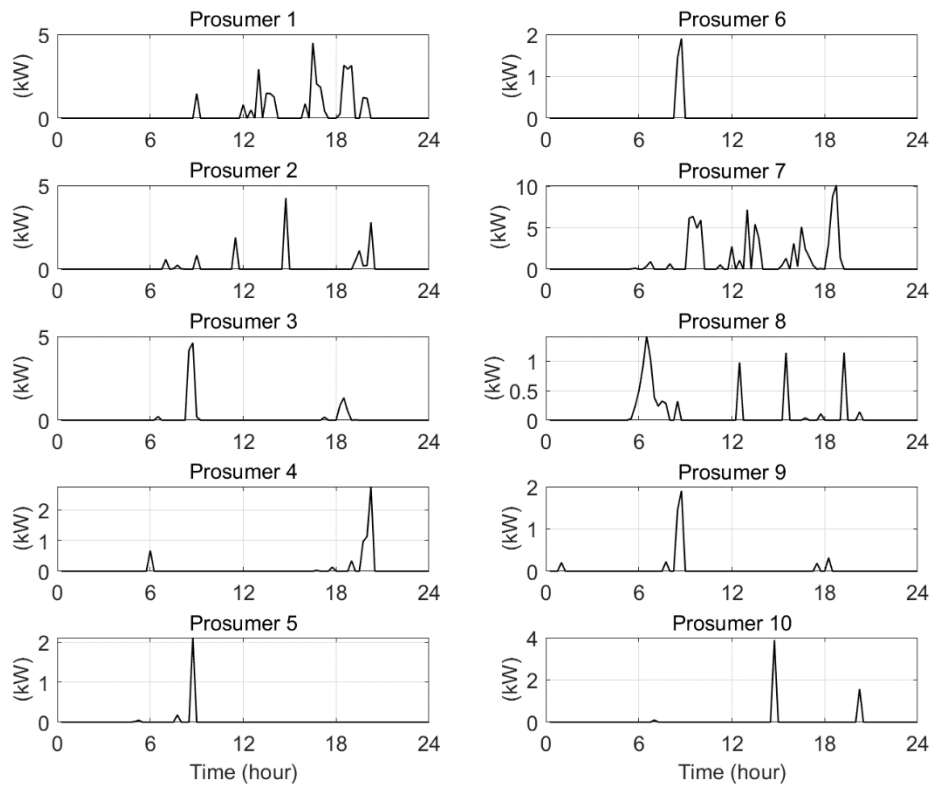 Prosumer 1
5
(kW)
0
0 6 12 18 24
Prosumer 2
5
(kW)
0
0 6 12 18 24
Prosumer 3
5
(kW)
0
0 6 12 18 24
Prosumer 4
2
(kW)
1
0
0 6 12 18 24
Prosumer 5
2
(kW)
1
0
0 6 12 18 24
Time (hour)
Prosumer 6
2
(kW)
1
0
0 6 12 18 24
Prosumer 7
10
(kW)
5
0
0 6 12 18 24
Prosumer 8
1
(kW)
0.5
0
0 6 12 18 24
Prosumer 9
2
(kW)
1
0
0 6 12 18 24
Prosumer 10
4
(kW)
2
0
0 6 12 18 24
Time (hour)